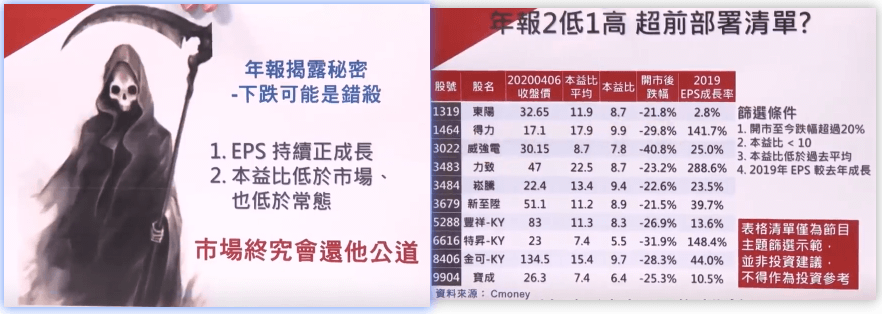 年報揭露秘密
-下跌可能是錯殺
1. EPS 持續正成長
2. 本益比低於市場、
也低於常態
市場終究會還他公道
年報2低1高 超前部署清單?
股號 股名 20200406收盤價 本益比平均 本益比 開市後跌幅 2019 EPS成長率
1319 東陽 32.65 11.9 8.7 -21.8% 2.8%
1464 得力 17.1 17.9 9.9 -29.8% 141.7%
3022 威強電 30.15 8.7 7.8 -40.8% 25.0%
3483 力致 47 22.5 8.7 -23.2% 288.6%
3484 崧騰 22.4 13.4 9.4 -22.6% 23.5%
3679 新至陞 51.1 11.2 8.9 -21.5% 39.7%
5288 豐祥-KY 83 11.3 8.3 -26.9% 13.6%
6616 特昇-KY 23 7.4 5.5 -31.9% 148.4%
8406 金可-KY 134.5 15.4 9.7 -28.3% 44.0%
9904 寶成 26.3 7.4 6.4 -25.3% 10.5%
資料來源： Cmoney
篩選條件
1. 開市至今跌幅超過20%
2. 本益比 < 10
3. 本益比低於過去平均
4. 2019年 EPS 較去年成長
表格清單僅為節目
主題篩選示範，
並非投資建議，
不得作為投資參考